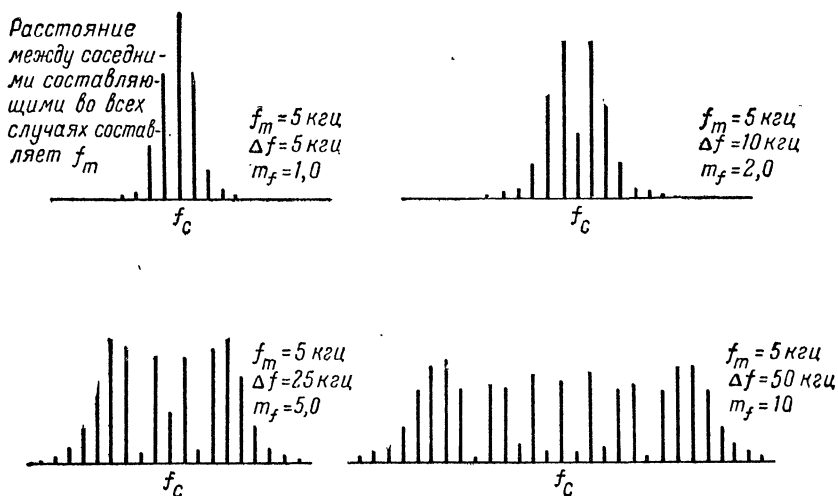 Расстояние
между соседни-
ми составляю-
щими во всех
случаях состав-
ляет f_m
f_m = 5 кгц
Δf = 5 кгц
m_f = 1,0
f_c
f_m = 5 кгц
Δf = 10 кгц
m_f = 2,0
f_c
f_m = 5 кгц
Δf = 25 кгц
m_f = 5,0
f_c
f_m = 5 кгц
Δf = 50 кгц
m_f = 10
f_c